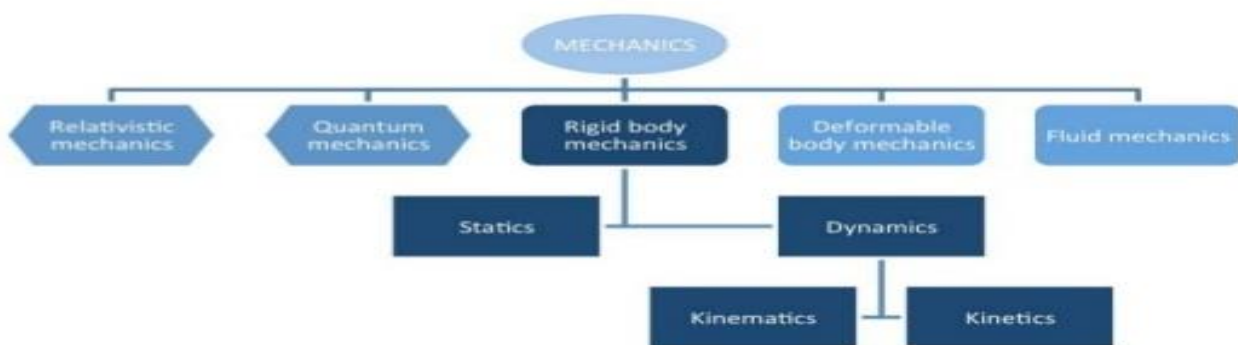 MECHANICS
Relativistic
mechanics
Quantum
mechanics
Rigid body
mechanics
Deformable
body mechanics
Fluid mechanics
Statics
Dynamics
Kinematics
Kinetics